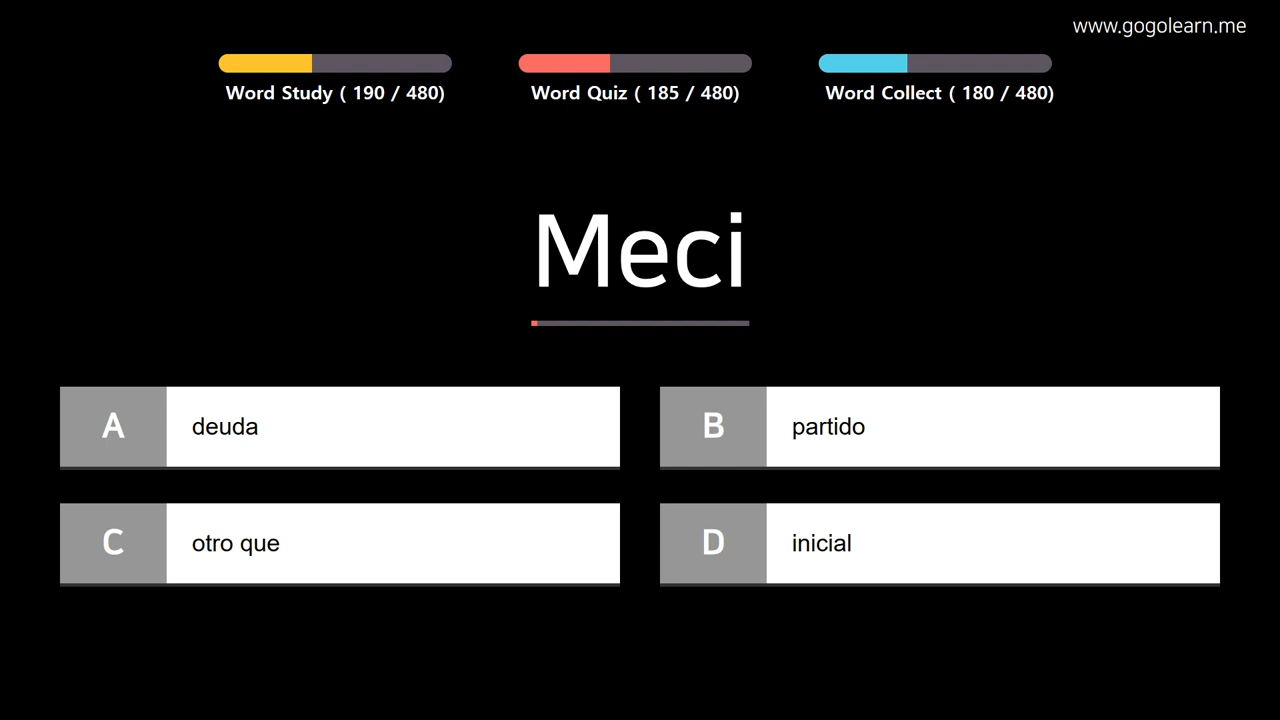 www.gogolearn.me
Word Study ( 190 / 480)
Word Quiz ( 185 / 480)
Word Collect ( 180 / 480)
Meci
A deuda
B partido
C otro que
D inicial